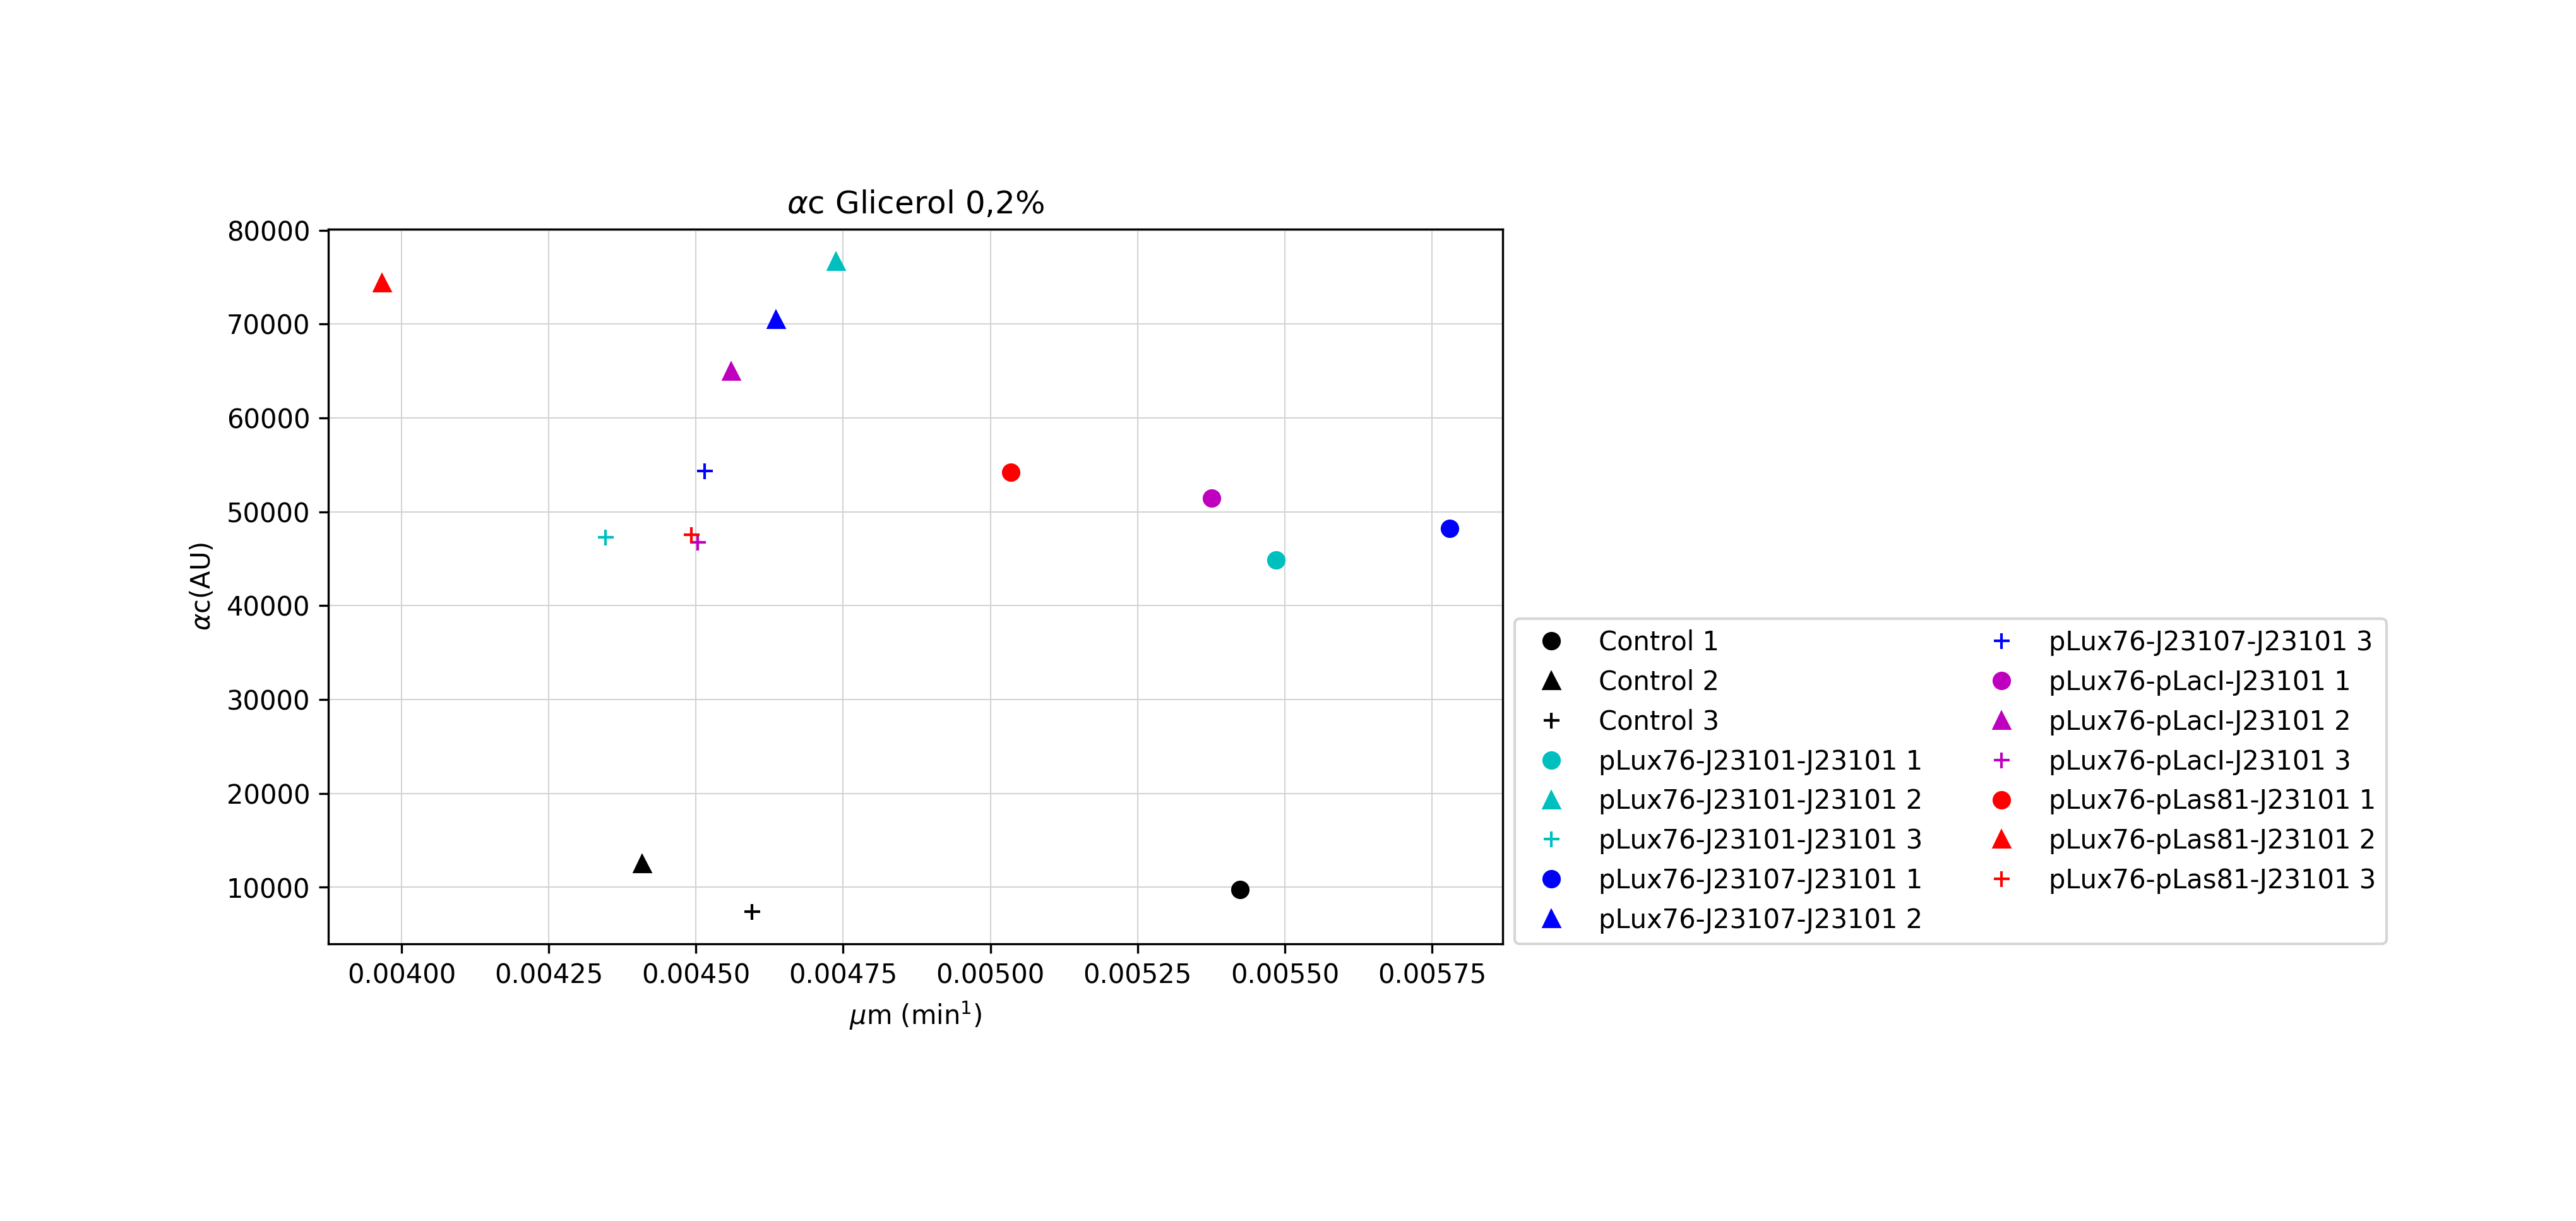 αc Glicerol 0,2%
80000
70000
60000
50000
40000
30000
20000
10000
αc(AU)
0.00400 0.00425 0.00450 0.00475 0.00500 0.00525 0.00550 0.00575
μm (min¹)
Control 1
Control 2
Control 3
pLux76-J23101-J23101 1
pLux76-J23101-J23101 2
pLux76-J23101-J23101 3
pLux76-J23107-J23101 1
pLux76-J23107-J23101 2
pLux76-J23107-J23101 3
pLux76-pLacI-J23101 1
pLux76-pLacI-J23101 2
pLux76-pLacI-J23101 3
pLux76-pLas81-J23101 1
pLux76-pLas81-J23101 2
pLux76-pLas81-J23101 3